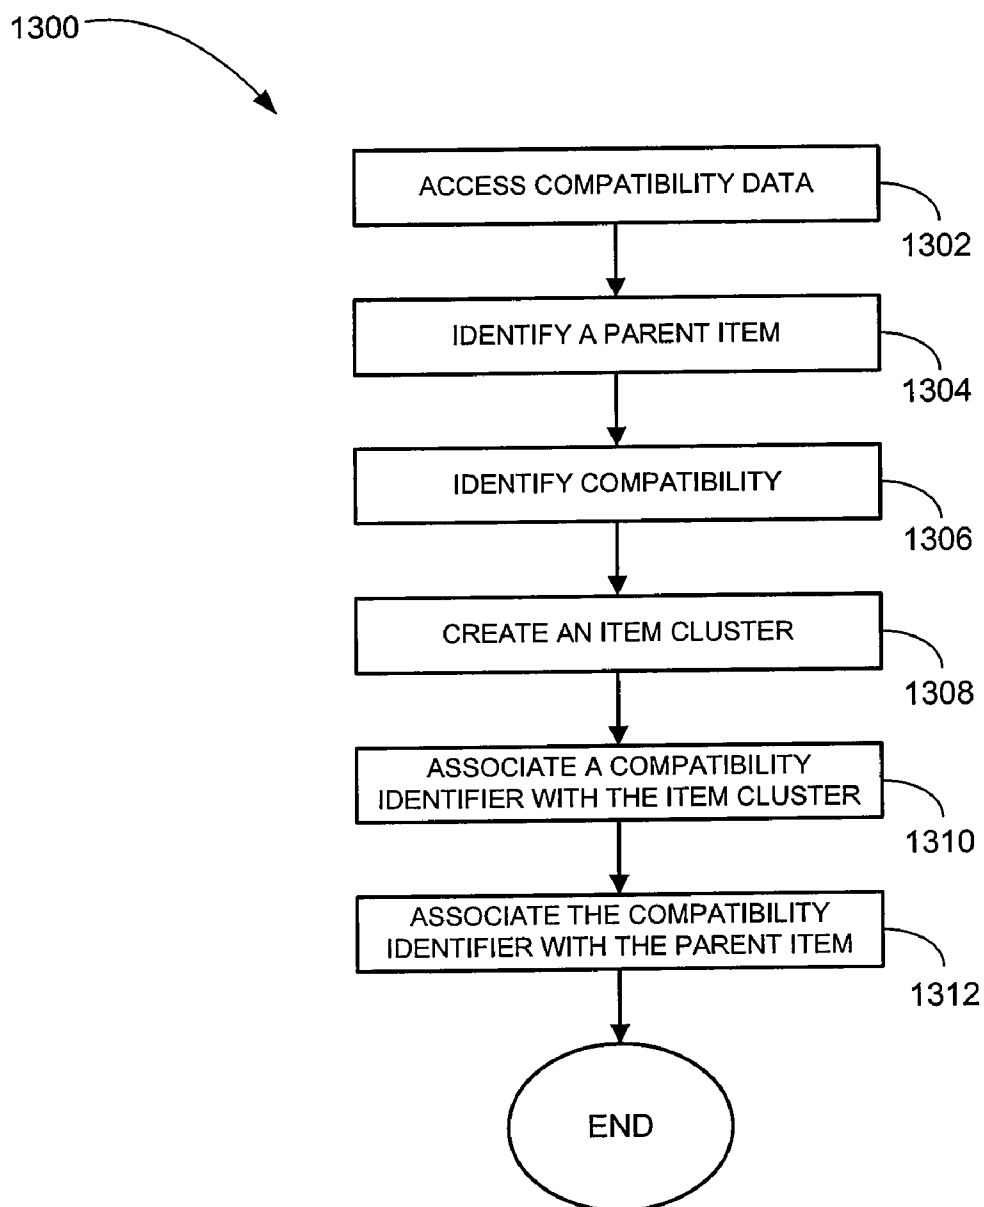 1300
ACCESS COMPATIBILITY DATA
1302
IDENTIFY A PARENT ITEM
1304
IDENTIFY COMPATIBILITY
1306
CREATE AN ITEM CLUSTER
1308
ASSOCIATE A COMPATIBILITY
IDENTIFIER WITH THE ITEM CLUSTER
1310
ASSOCIATE THE COMPATIBILITY
IDENTIFIER WITH THE PARENT ITEM
1312
END